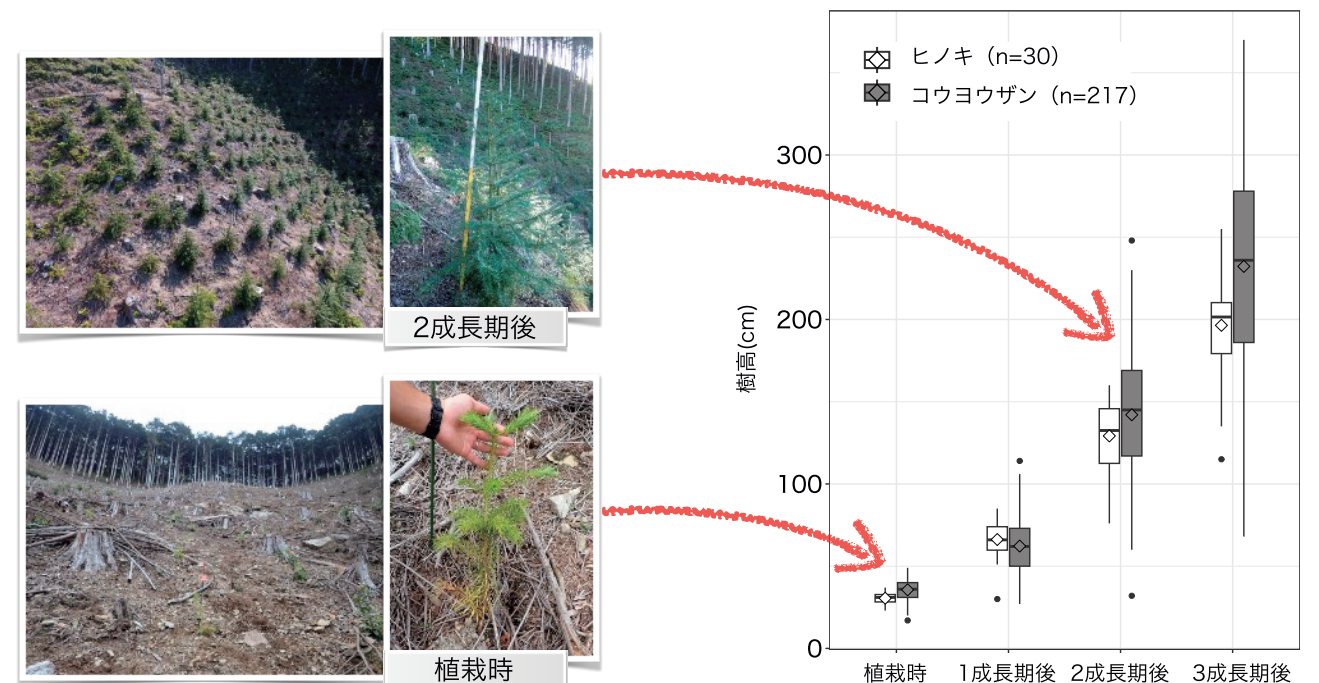 2成長期後
植栽時
ヒノキ（n=30）
コウヨウザン（n=217）
樹高(cm)
300
200
100
0
植栽時 1成長期後 2成長期後 3成長期後